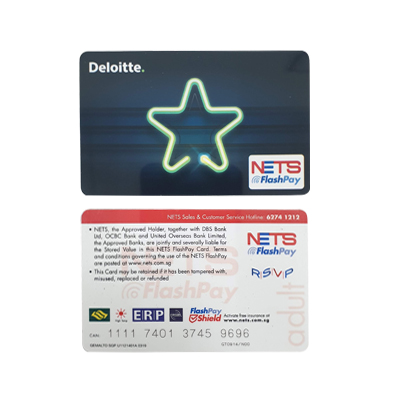 Deloitte.
NETS
FlashPay
NETS Sales & Customer Service Hotline: 6274 1212
• NETS, the Approved Holder, together with DBS Bank
Ltd, OCBC Bank and United Overseas Bank Limited,
the Approved Banks, are jointly and severally liable for
the Stored Value in this NETS FlashPay Card. Terms
and conditions governing the use of the NETS FlashPay
are posted at www.nets.com.sg
• This Card may be retained if it has been tampered with,
misused, replaced or refunded
NETS
FlashPay
RSVP
NETS
FlashPay
adult
ERP
FlashPay
Shield
Activate free insurance at
www.nets.com.sg
CAN:
1111 7401 3745 9696